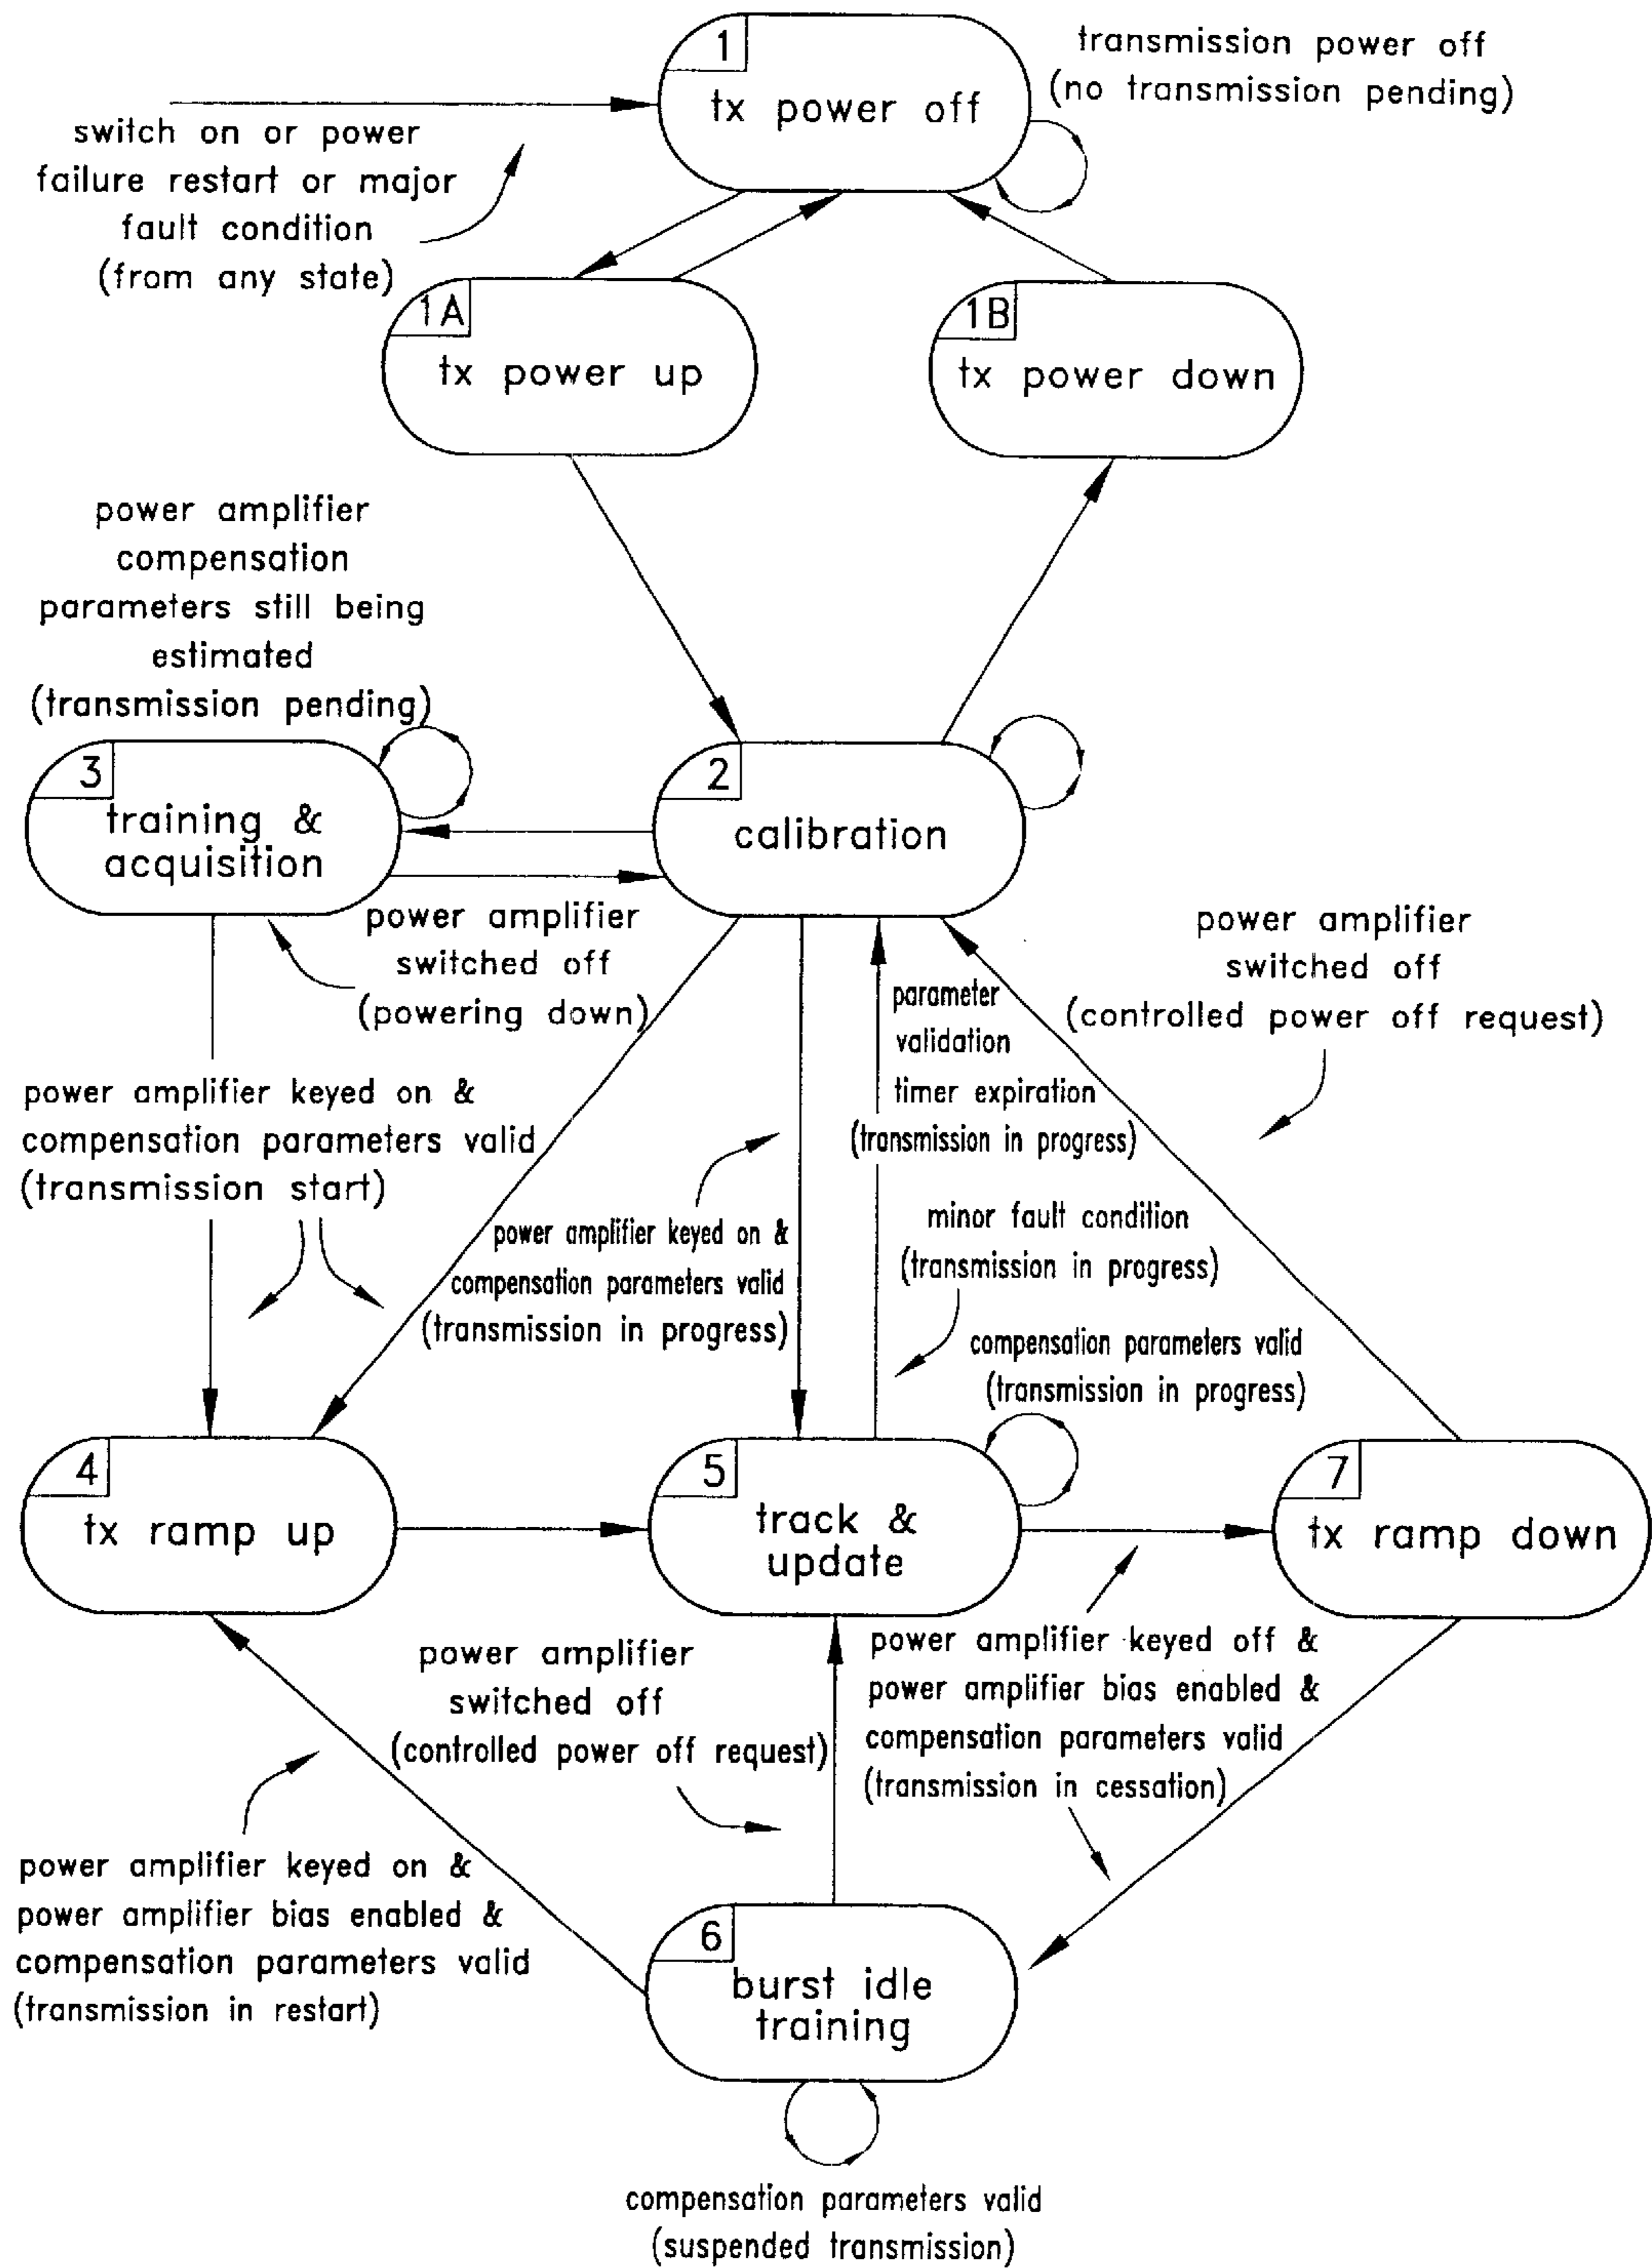 1
tx power off
transmission power off
(no transmission pending)
switch on or power
failure restart or major
fault condition
(from any state)
1A
tx power up
1B
tx power down
power amplifier
compensation
parameters still being
estimated
(transmission pending)
3
training &
acquisition
2
calibration
power amplifier
switched off
(powering down)
power amplifier
switched off
(controlled power off request)
parameter
validation
timer expiration
(transmission in progress)
power amplifier keyed on &
compensation parameters valid
(transmission start)
power amplifier keyed on &
compensation parameters valid
(transmission in progress)
minor fault condition
(transmission in progress)
compensation parameters valid
(transmission in progress)
4
tx ramp up
5
track &
update
7
tx ramp down
power amplifier
switched off
(controlled power off request)
power amplifier keyed off &
power amplifier bias enabled &
compensation parameters valid
(transmission in cessation)
power amplifier keyed on &
power amplifier bias enabled &
compensation parameters valid
(transmission in restart)
6
burst idle
training
compensation parameters valid
(suspended transmission)